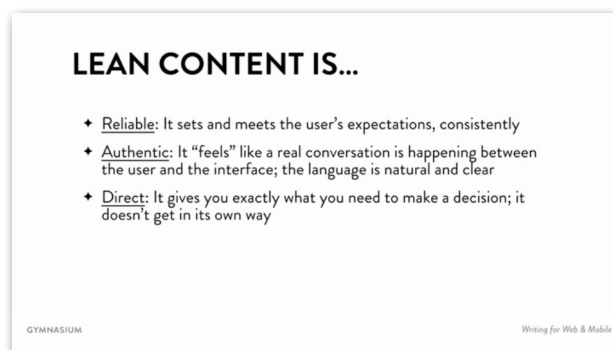 LEAN CONTENT IS...
✦ Reliable: It sets and meets the user's expectations, consistently
✦ Authentic: It “feels” like a real conversation is happening between
the user and the interface; the language is natural and clear
✦ Direct: It gives you exactly what you need to make a decision; it
doesn't get in its own way
GYMNASIUM
Writing for Web & Mobile